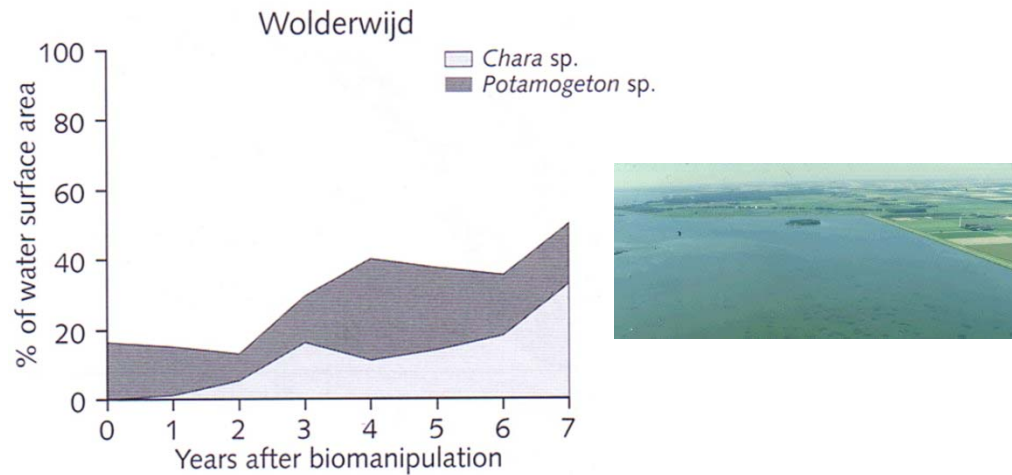 Wolderwijd
Chara sp.
Potamogeton sp.
% of water surface area
100
80
60
40
20
0
0 1 2 3 4 5 6 7
Years after biomanipulation